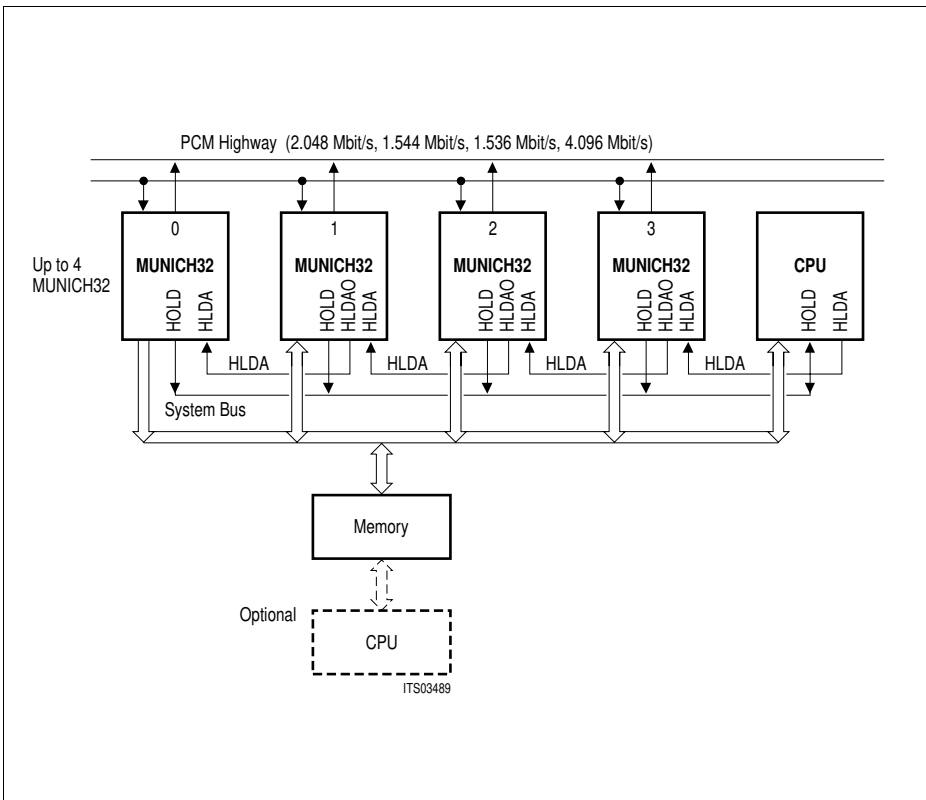 PCM Highway (2.048 Mbit/s, 1.544 Mbit/s, 1.536 Mbit/s, 4.096 Mbit/s)
0
1
2
3
Up to 4
MUNICH32
MUNICH32
MUNICH32
MUNICH32
MUNICH32
CPU
HOLD
HLDA
HOLD
HLDAO
HLDA
HOLD
HLDAO
HLDA
HOLD
HLDAO
HLDA
HOLD
HLDA
HLDA
HLDA
HLDA
HLDA
System Bus
Memory
Optional
CPU
ITS03489